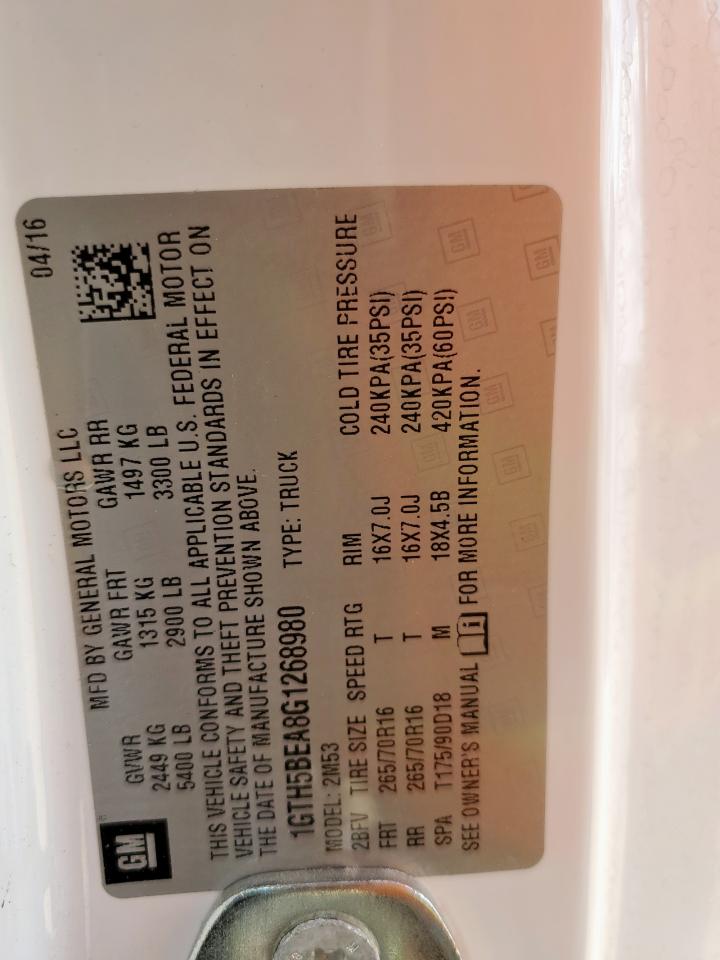 MFD BY GENERAL MOTORS LLC 04/16
GM
GVWR GAWR FRT GAWR RR
2449 KG 1315 KG 1497 KG
5400 LB 2900 LB 3300 LB
THIS VEHICLE CONFORMS TO ALL APPLICABLE U.S. FEDERAL MOTOR
VEHICLE SAFETY AND THEFT PREVENTION STANDARDS IN EFFECT ON
THE DATE OF MANUFACTURE SHOWN ABOVE.
1GTH5BEA8G1268980 TYPE: TRUCK
MODEL: 2M53
2BFV TIRE SIZE SPEED RTG RIM COLD TIRE PRESSURE
FRT 265/70R16 T 16X7.0J 240KPA(35PSI)
RR 265/70R16 T 16X7.0J 240KPA(35PSI)
SPA T175/90D18 M 18X4.5B 420KPA(60PSI)
SEE OWNER'S MANUAL FOR MORE INFORMATION.